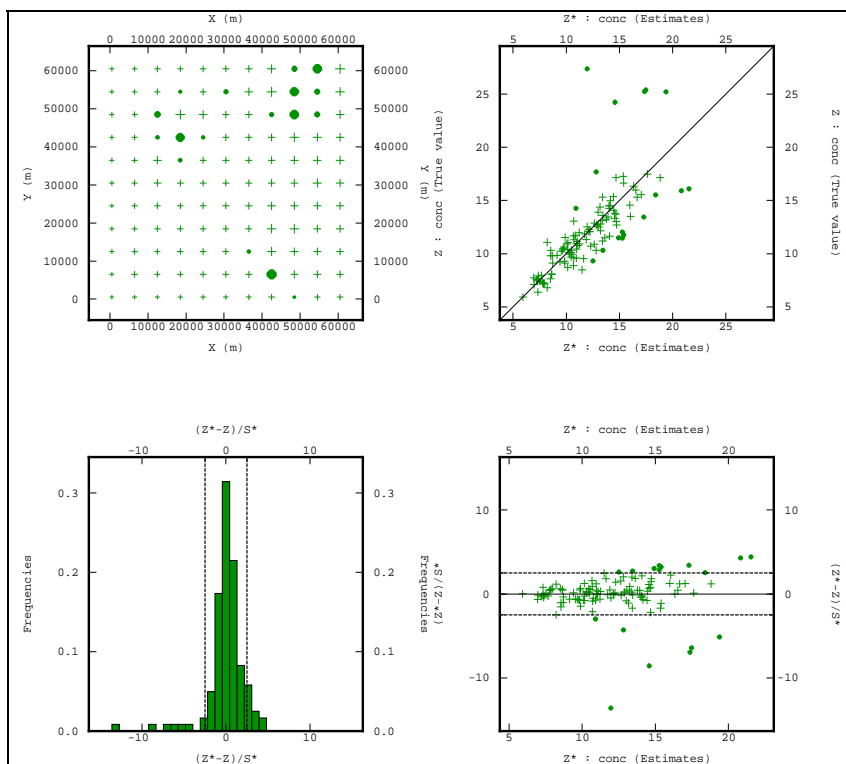 X (m)
0 10000 20000 30000 40000 50000 60000
60000 60000
50000 50000
40000 40000
30000 30000
20000 20000
10000 10000
0 0
Y (m)
Y (m)
0 10000 20000 30000 40000 50000 60000
X (m)
Z* : conc (Estimates)
5 10 15 20 25
25 25
20 20
15 15
10 10
5 5
Z : conc (True value)
Z : conc (True value)
5 10 15 20 25
Z* : conc (Estimates)
(Z*-Z)/S*
-10 0 10
0.3 0.3
0.2 0.2
0.1 0.1
0.0 0.0
Frequencies
Frequencies
-10 0 10
(Z*-Z)/S*
Z* : conc (Estimates)
5 10 15 20
10 10
0 0
-10 -10
(Z*-Z)/S*
(Z*-Z)/S*
5 10 15 20
Z* : conc (Estimates)